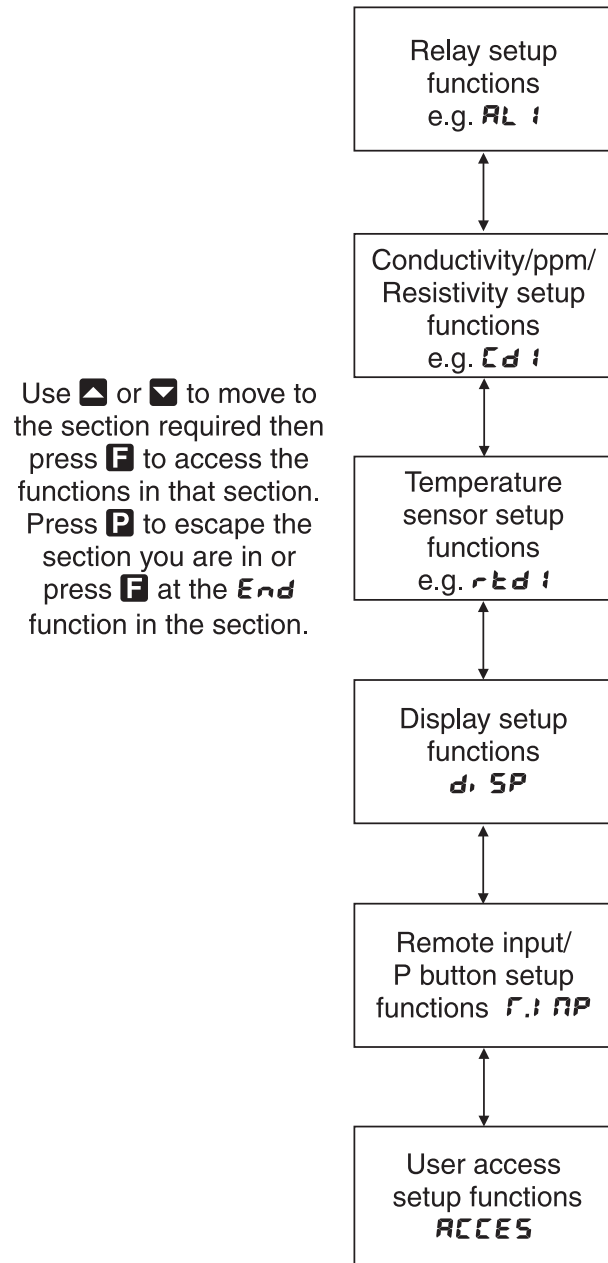 Relay setup
functions
e.g. AL 1
Conductivity/ppm/
Resistivity setup
functions
e.g. Cd 1
Use ▲ or ▼ to move to
the section required then
press F to access the
functions in that section.
Press P to escape the
section you are in or
press F at the End
function in the section.
Temperature
sensor setup
functions
e.g. rtd 1
Display setup
functions
di SP
Remote input/
P button setup
functions r.I NP
User access
setup functions
ACCES